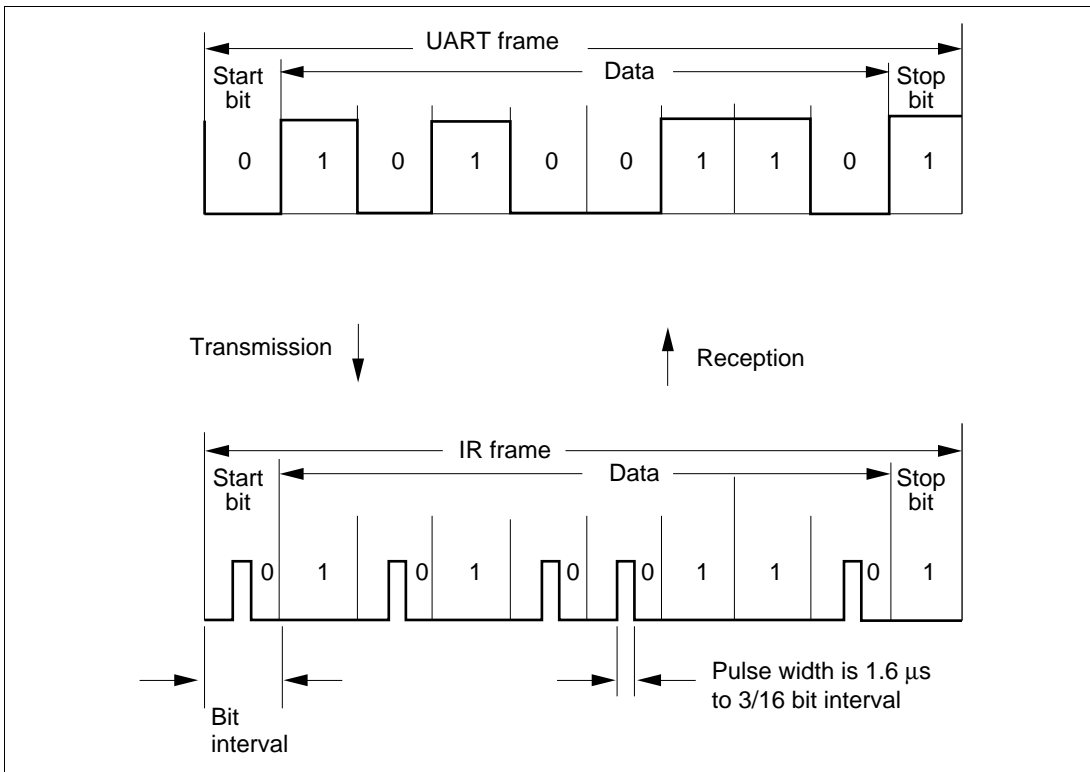 UART frame
Start bit
Data
Stop bit
0 1 0 1 0 0 1 1 0 1
Transmission
Reception
IR frame
Start bit
Data
Stop bit
0 1 0 1 0 0 1 1 0 1
Bit interval
Pulse width is 1.6 μs
to 3/16 bit interval